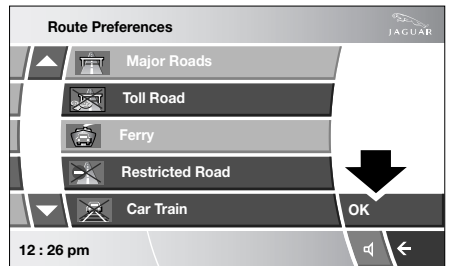 Route Preferences
JAGUAR
Major Roads
Toll Road
Ferry
Restricted Road
Car Train
OK
12 : 26 pm